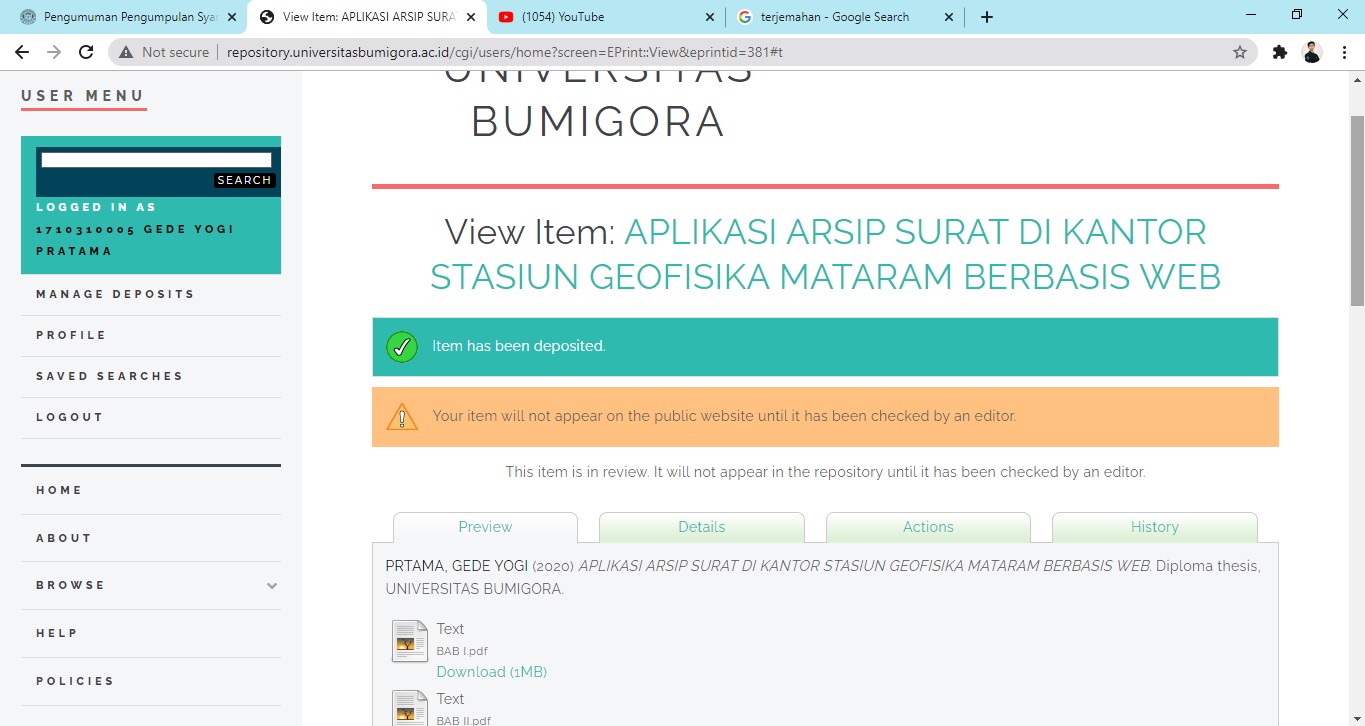 Pengumuman Pengumpulan Syar
View Item: APLIKASI ARSIP SURAT
(1054) YouTube
terjemahan - Google Search
Not secure
repository.universitasbumigora.ac.id/cgi/users/home?screen=EPrint::View&eprintid=381#t
USER MENU
SEARCH
LOGGED IN AS
1710310005 GEDE YOGI
PRATAMA
MANAGE DEPOSITS
PROFILE
SAVED SEARCHES
LOGOUT
HOME
ABOUT
BROWSE
HELP
POLICIES
UNIVERSITAS
BUMIGORA
View Item: APLIKASI ARSIP SURAT DI KANTOR
STASIUN GEOFISIKA MATARAM BERBASIS WEB
Item has been deposited.
Your item will not appear on the public website until it has been checked by an editor.
This item is in review. It will not appear in the repository until it has been checked by an editor.
Preview
Details
Actions
History
PRTAMA, GEDE YOGI (2020) APLIKASI ARSIP SURAT DI KANTOR STASIUN GEOFISIKA MATARAM BERBASIS WEB. Diploma thesis,
UNIVERSITAS BUMIGORA.
Text
BAB I.pdf
Download (1MB)
Text
BAB II.pdf